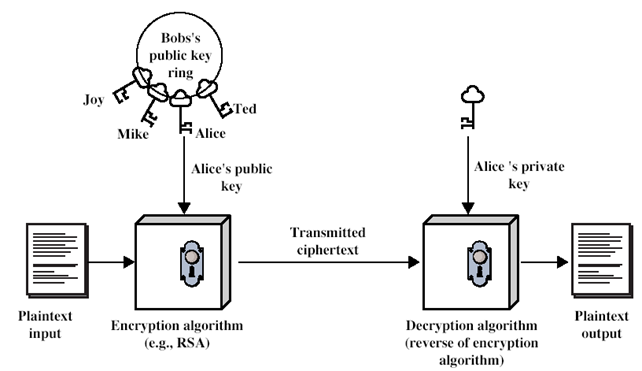 Bobs's
public key
ring
Joy
Mike
Alice
Ted
Alice's public
key
Alice 's private
key
Transmitted
ciphertext
Plaintext
input
Encryption algorithm
(e.g., RSA)
Decryption algorithm
(reverse of encryption
algorithm)
Plaintext
output